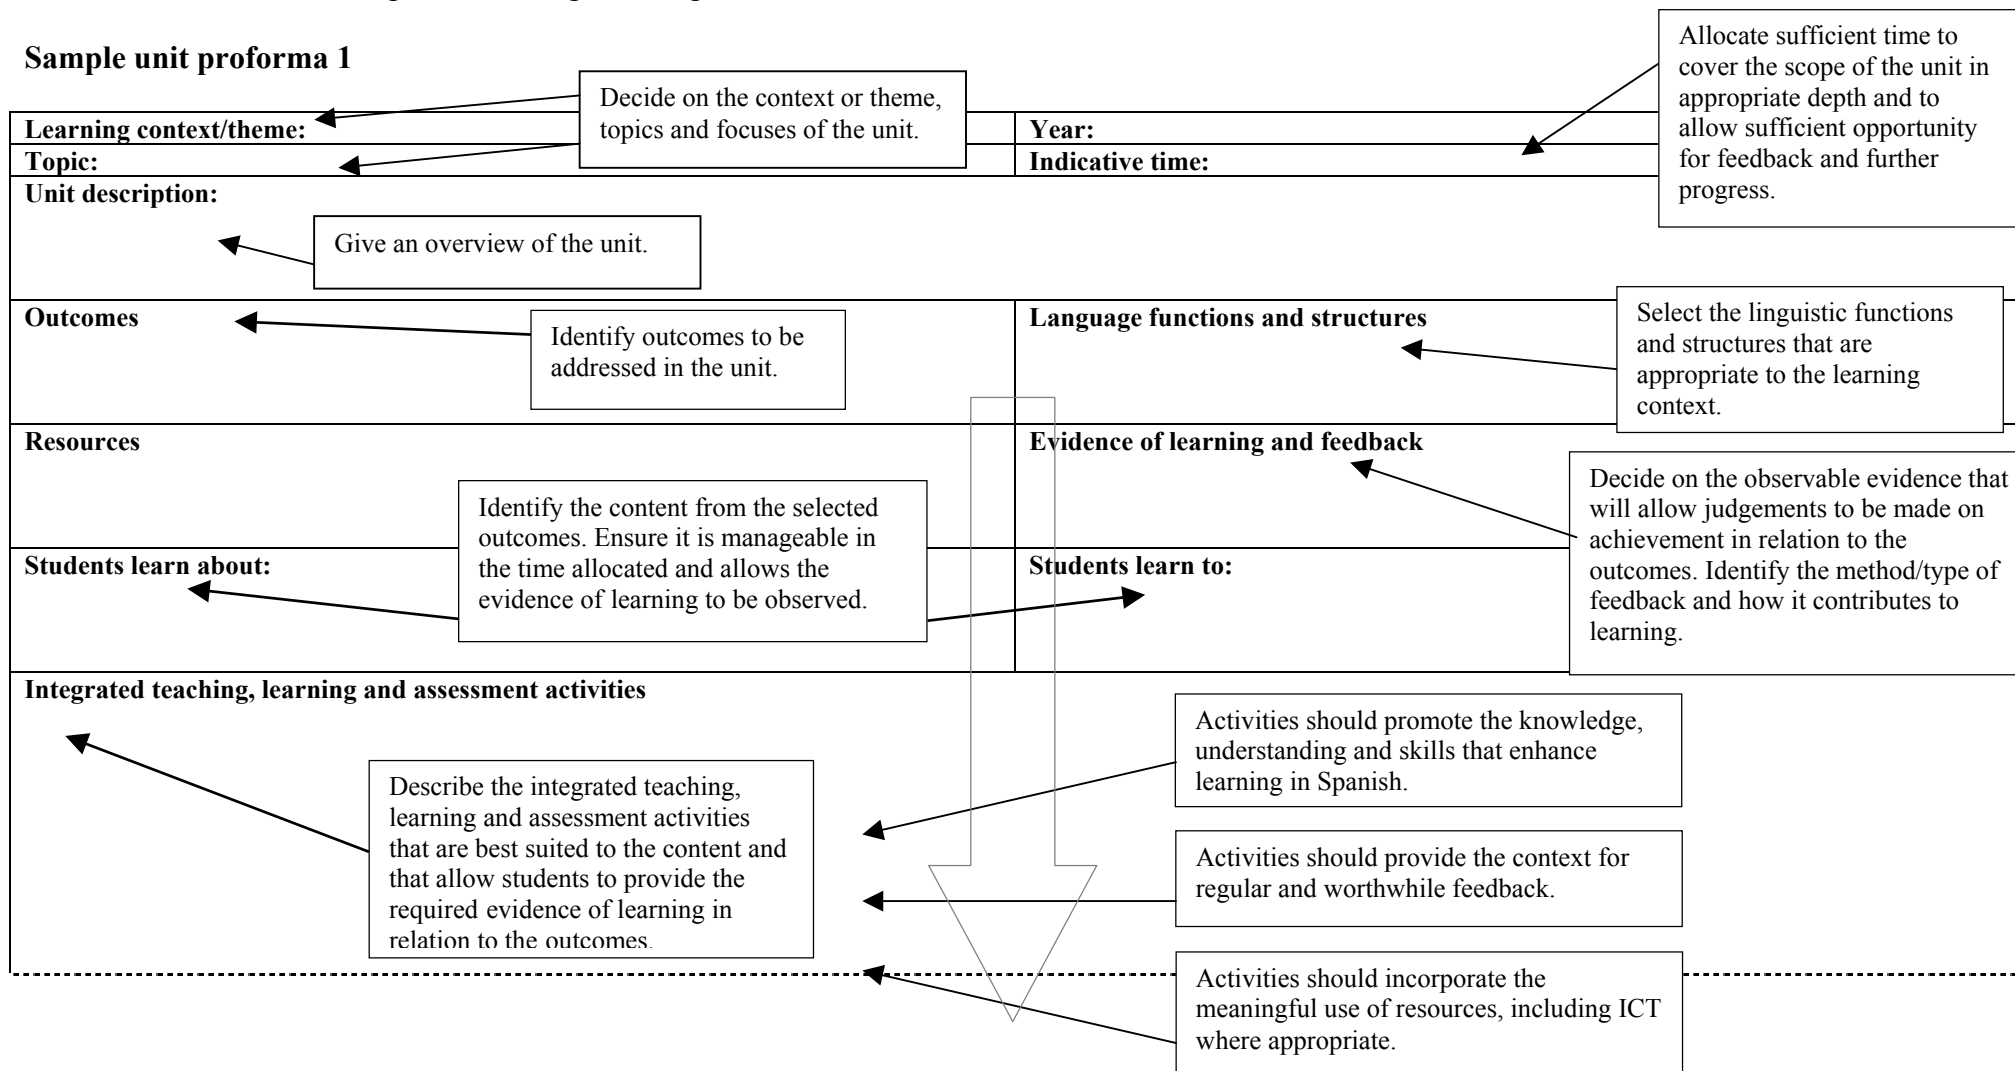 Sample unit proforma 1
Allocate sufficient time to
cover the scope of the unit in
appropriate depth and to
allow sufficient opportunity
for feedback and further
progress.
Decide on the context or theme,
topics and focuses of the unit.
Learning context/theme:
Year:
Topic:
Indicative time:
Unit description:
Give an overview of the unit.
Outcomes
Identify outcomes to be
addressed in the unit.
Language functions and structures
Select the linguistic functions
and structures that are
appropriate to the learning
context.
Resources
Evidence of learning and feedback
Decide on the observable evidence that
will allow judgements to be made on
achievement in relation to the
outcomes. Identify the method/type of
feedback and how it contributes to
learning.
Identify the content from the selected
outcomes. Ensure it is manageable in
the time allocated and allows the
evidence of learning to be observed.
Students learn about:
Students learn to:
Integrated teaching, learning and assessment activities
Describe the integrated teaching,
learning and assessment activities
that are best suited to the content and
that allow students to provide the
required evidence of learning in
relation to the outcomes.
Activities should promote the knowledge,
understanding and skills that enhance
learning in Spanish.
Activities should provide the context for
regular and worthwhile feedback.
Activities should incorporate the
meaningful use of resources, including ICT
where appropriate.